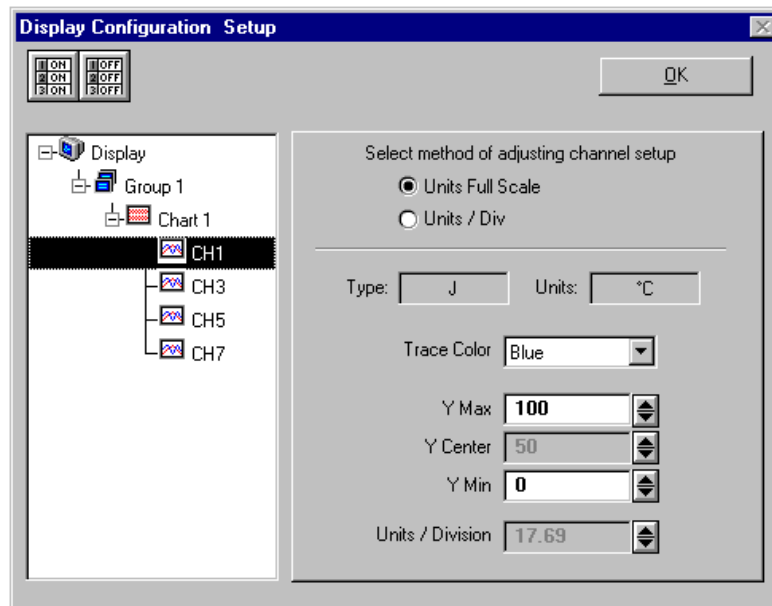 Display Configuration Setup
1 ON 1 OFF
2 ON 2 OFF
3 ON 3 OFF
OK
Display
Group 1
Chart 1
CH1
CH3
CH5
CH7
Select method of adjusting channel setup
Units Full Scale
Units / Div
Type: J Units: °C
Trace Color Blue
Y Max 100
Y Center 50
Y Min 0
Units / Division 17.69